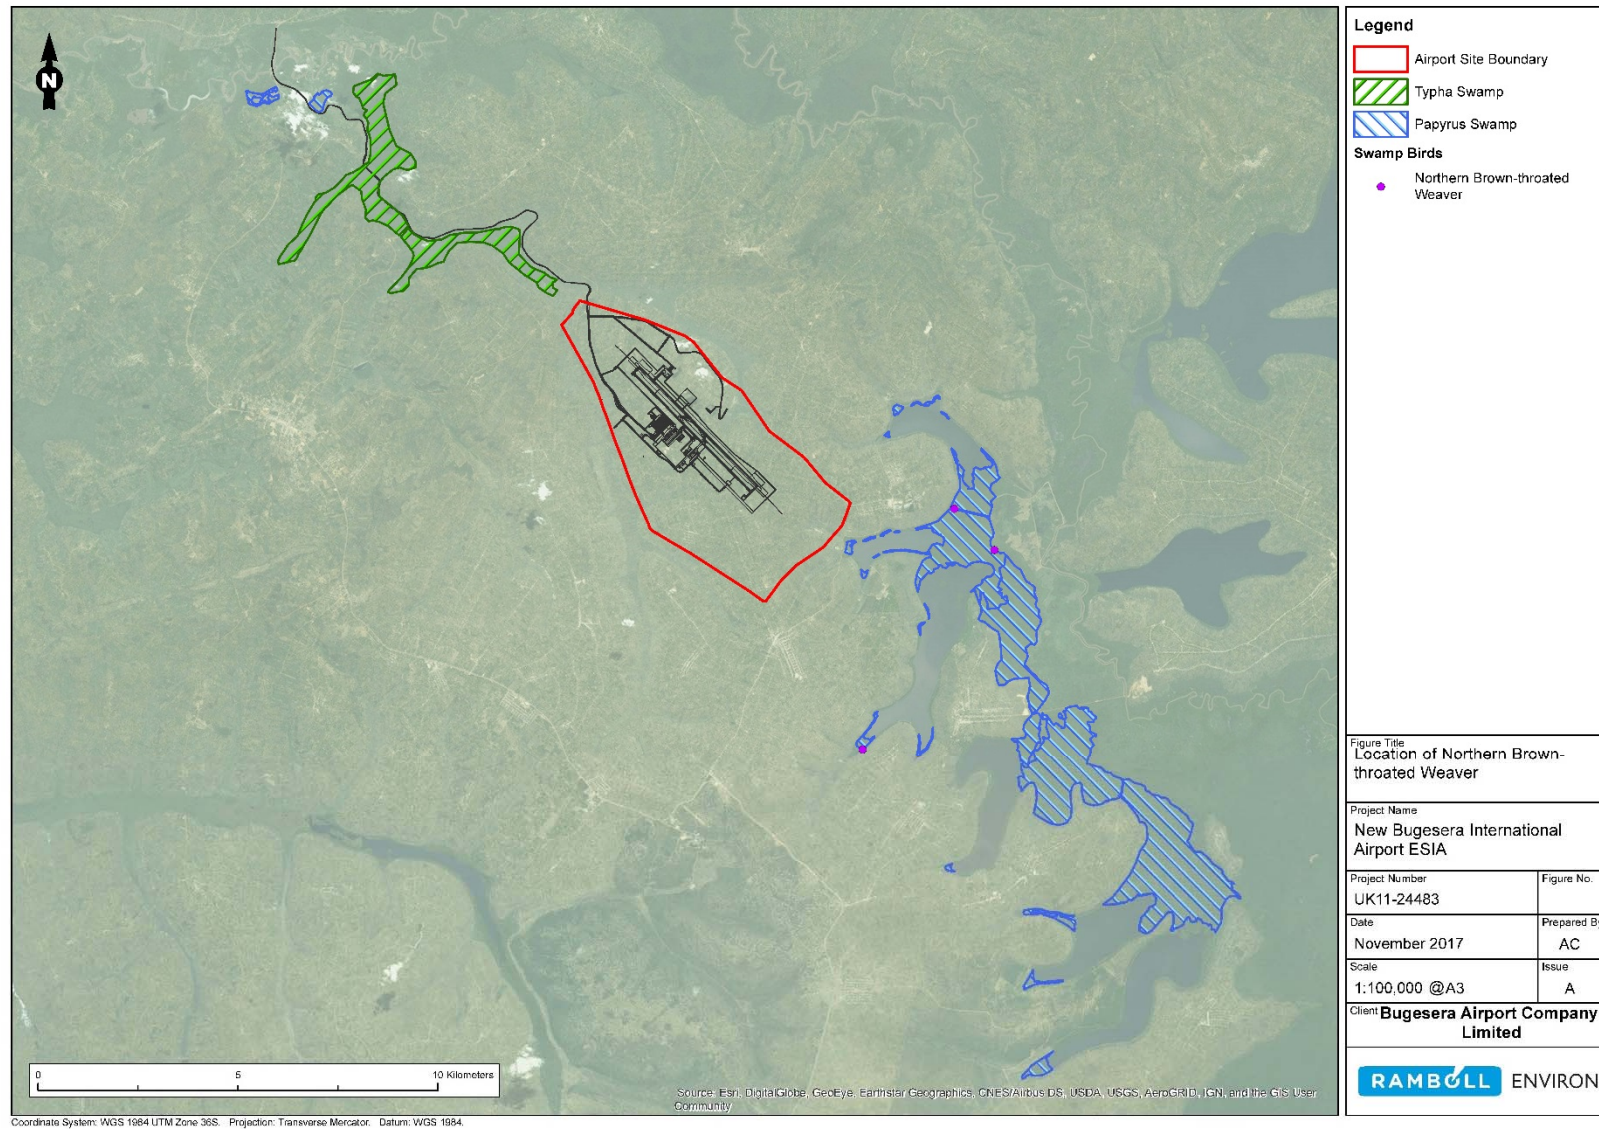 N
Legend
Airport Site Boundary
Typha Swamp
Papyrus Swamp
Swamp Birds
Northern Brown-throated
Weaver
Figure Title
Location of Northern Brown-
throated Weaver
Project Name
New Bugesera International
Airport ESIA
Project Number
UK11-24483
Figure No.
Date
November 2017
Prepared By
AC
Scale
1:100,000 @A3
Issue
A
Client Bugesera Airport Company
Limited
RAMBOLL ENVIRON
0 5 10 Kilometers
Source: Esri, DigitalGlobe, GeoEye, Earthstar Geographics, CNES/Airbus DS, USDA, USGS, AeroGRID, IGN, and the GIS User
Community
Coordinate System: WGS 1984 UTM Zone 36S. Projection: Transverse Mercator. Datum: WGS 1984.